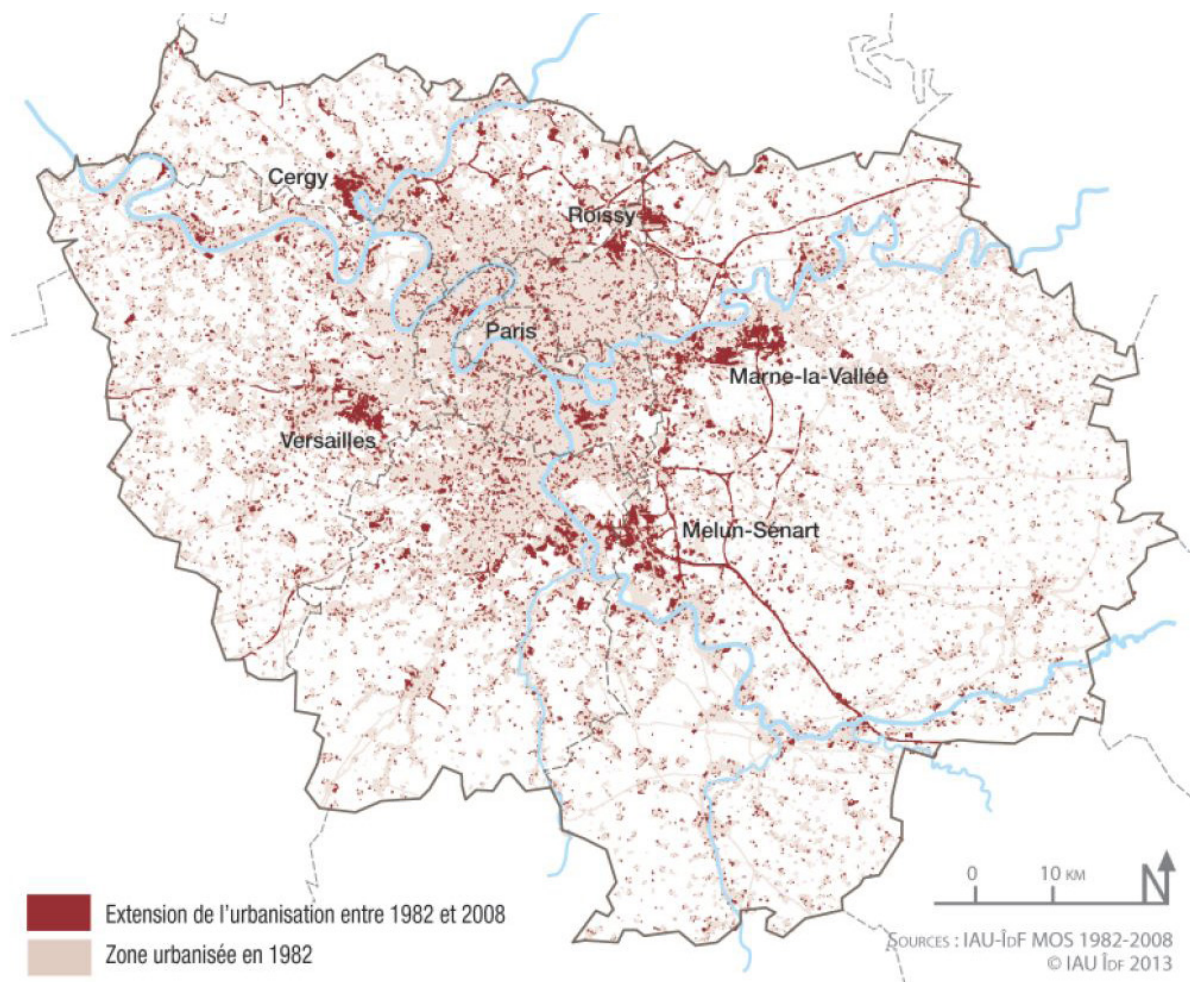 Cergy
Roissy
Paris
Marne-la-Vallée
Versailles
Melun-Senart
0 10 KM
N
Extension de l'urbanisation entre 1982 et 2008
Zone urbanisée en 1982
SOURCES : IAU-ÎDF MOS 1982-2008
© IAU ÎDF 2013